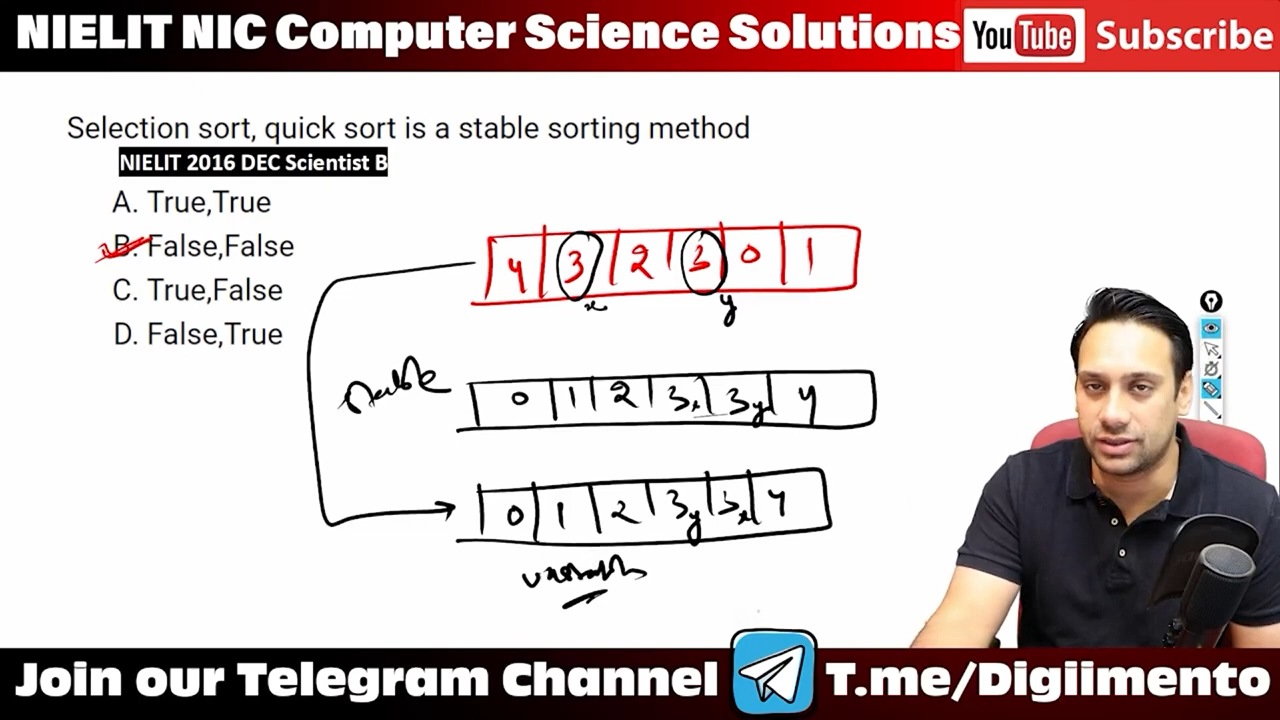 NIELIT NIC Computer Science Solutions YouTube Subscribe
Selection sort, quick sort is a stable sorting method
NIELIT 2016 DEC Scientist B
A. True,True
B. False,False
C. True,False
D. False,True
4 3 2 3 0 1
x y
stable 0 1 2 3x 3y 4
0 1 2 3y 3x 4
unstable
Join our Telegram Channel T.me/Digiimento